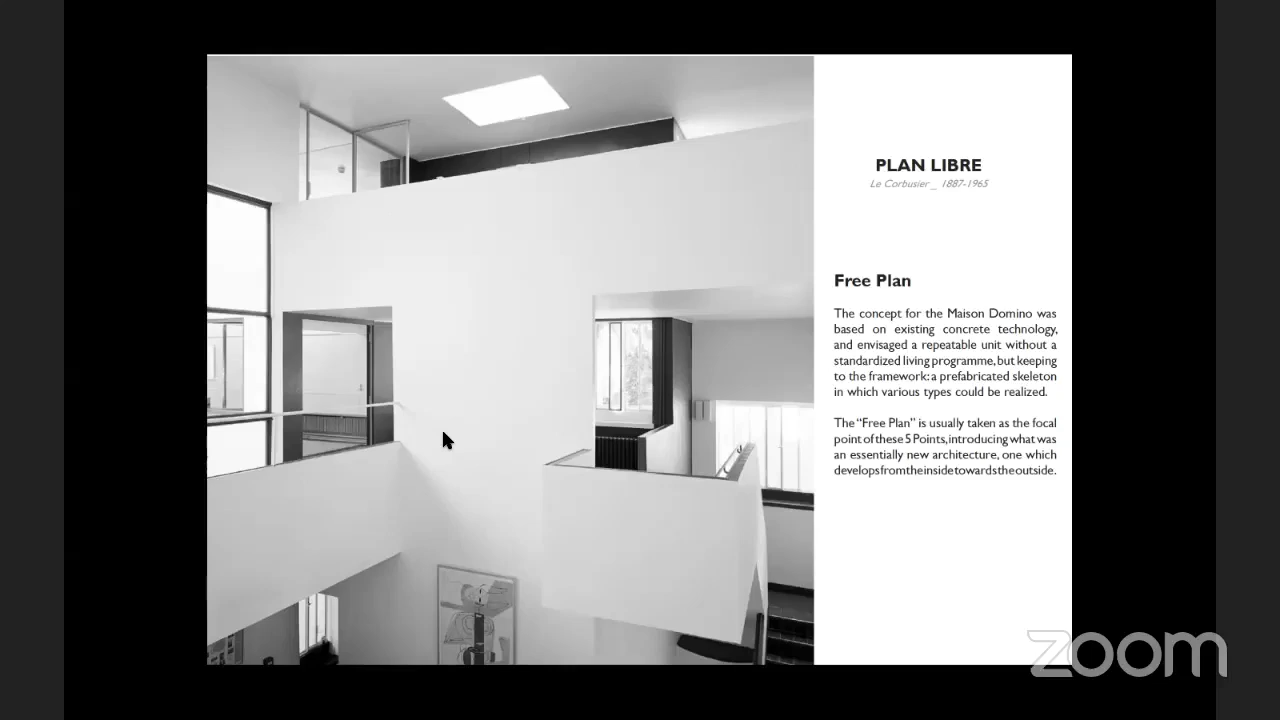 PLAN LIBRE
Le Corbusier _ 1887-1965
Free Plan
The concept for the Maison Domino was
based on existing concrete technology,
and envisaged a repeatable unit without a
standardized living programme, but keeping
to the framework: a prefabricated skeleton
in which various types could be realized.
The “Free Plan” is usually taken as the focal
point of these 5 Points, introducing what was
an essentially new architecture, one which
develops from the inside towards the outside.
zoom